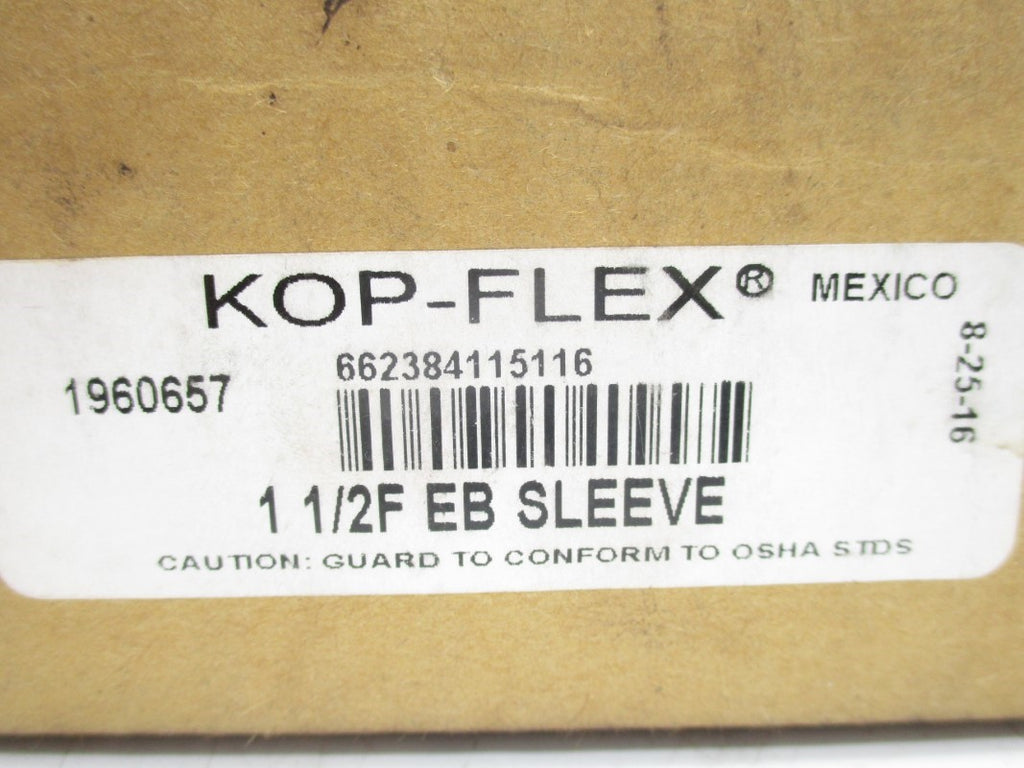 KOP-FLEX® MEXICO
8-25-16
662384115116
1960657
1 1/2F EB SLEEVE
CAUTION: GUARD TO CONFORM TO OSHA STDS